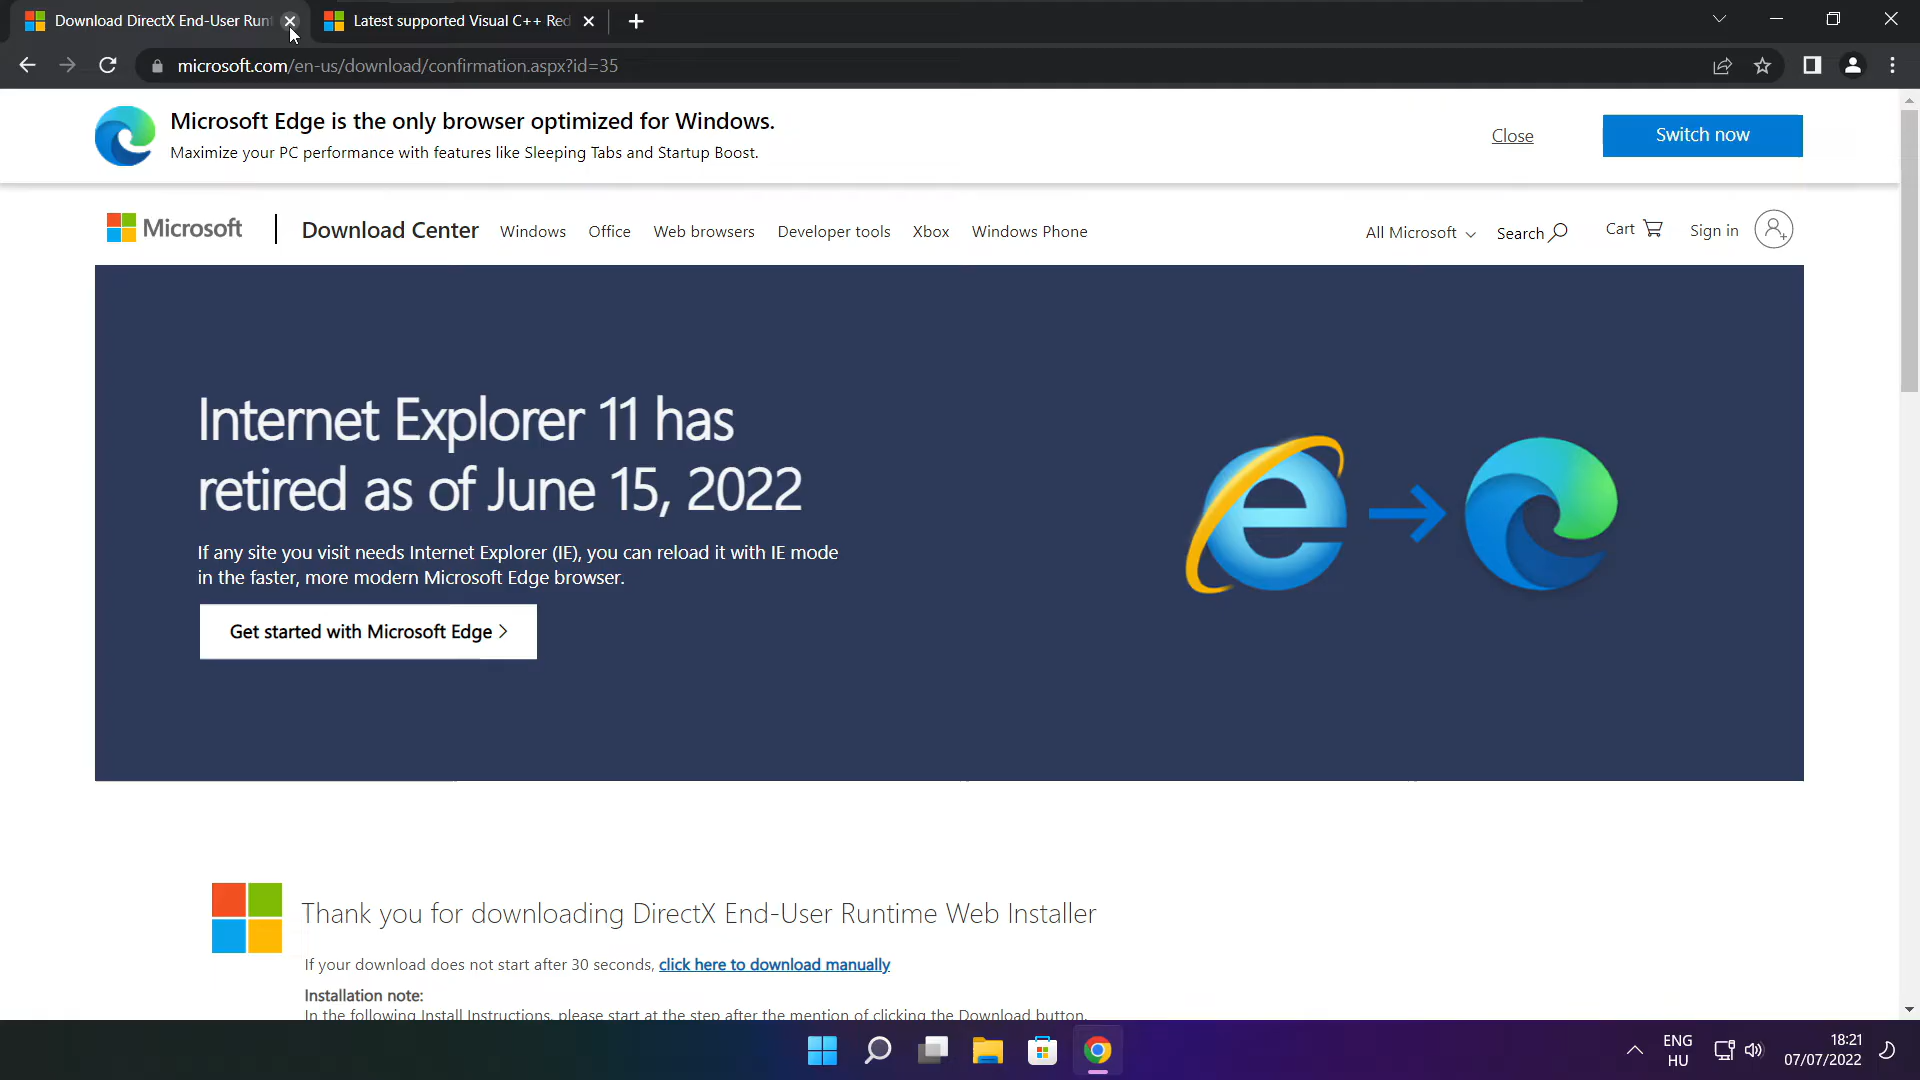 Download DirectX End-User Runt
Latest supported Visual C++ Red
microsoft.com/en-us/download/confirmation.aspx?id=35
Microsoft Edge is the only browser optimized for Windows.
Maximize your PC performance with features like Sleeping Tabs and Startup Boost.
Close
Switch now
Microsoft
Download Center
Windows
Office
Web browsers
Developer tools
Xbox
Windows Phone
All Microsoft
Search
Cart
Sign in
Internet Explorer 11 has
retired as of June 15, 2022
If any site you visit needs Internet Explorer (IE), you can reload it with IE mode
in the faster, more modern Microsoft Edge browser.
Get started with Microsoft Edge >
Thank you for downloading DirectX End-User Runtime Web Installer
If your download does not start after 30 seconds, click here to download manually
Installation note:
In the following Install Instructions, please start at the step after the mention of clicking the Download button.
ENG
HU
18:21
07/07/2022